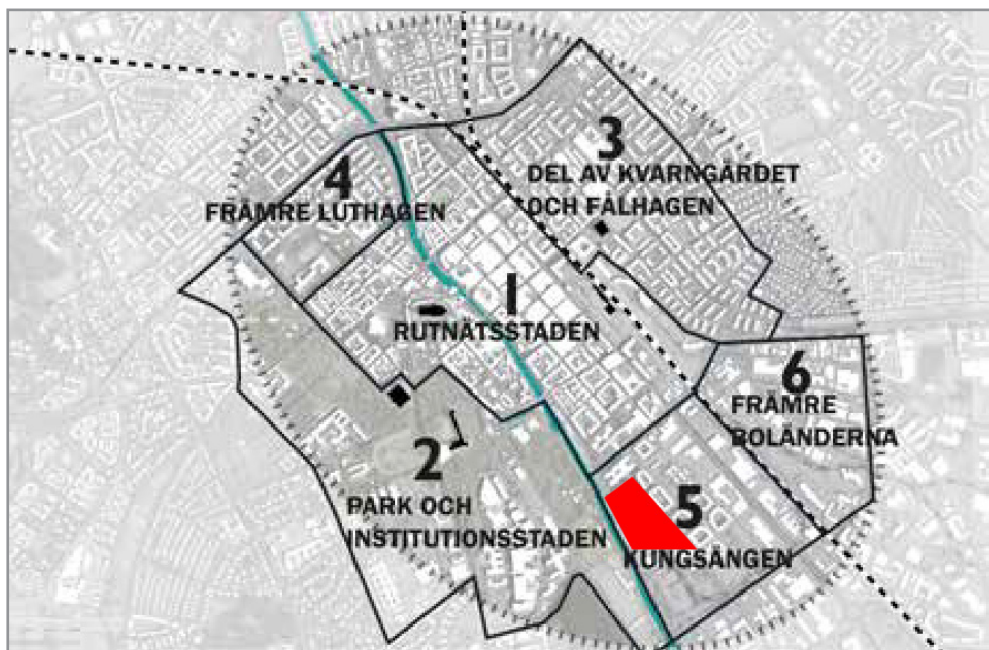 3
DEL AV KVARNGÄRDET
OCH FÅLHAGEN
4
FRÄMRE LUTHAGEN
1
RUTNÄTSSTADEN
6
FRÄMRE
BOLÄNDERNA
2
PARK OCH
INSTITUTIONSSTADEN
5
KUNGSÄNGEN